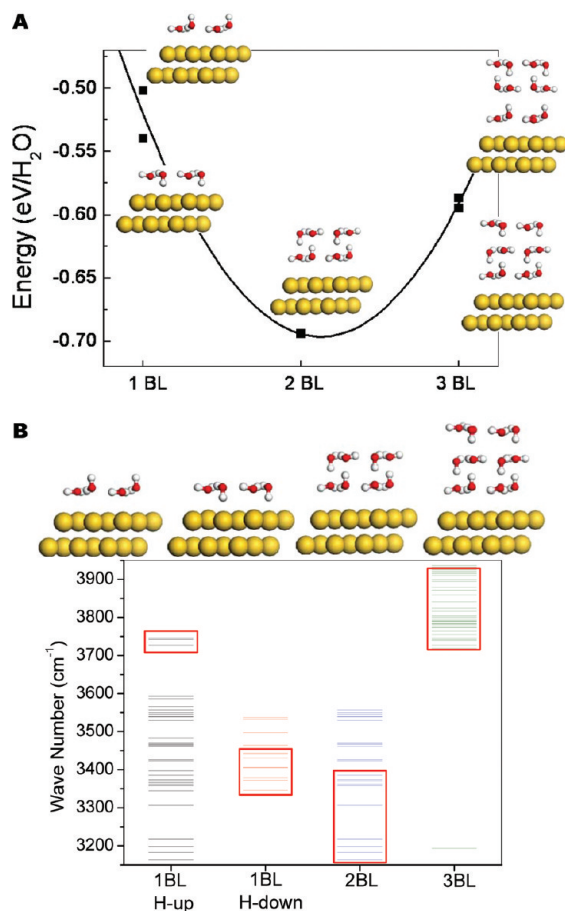 A
Energy (eV/H₂O)
-0.50
-0.55
-0.60
-0.65
-0.70
1 BL
2 BL
3 BL
B
Wave Number (cm⁻¹)
3900
3800
3700
3600
3500
3400
3300
3200
1BL
H-up
1BL
H-down
2BL
3BL